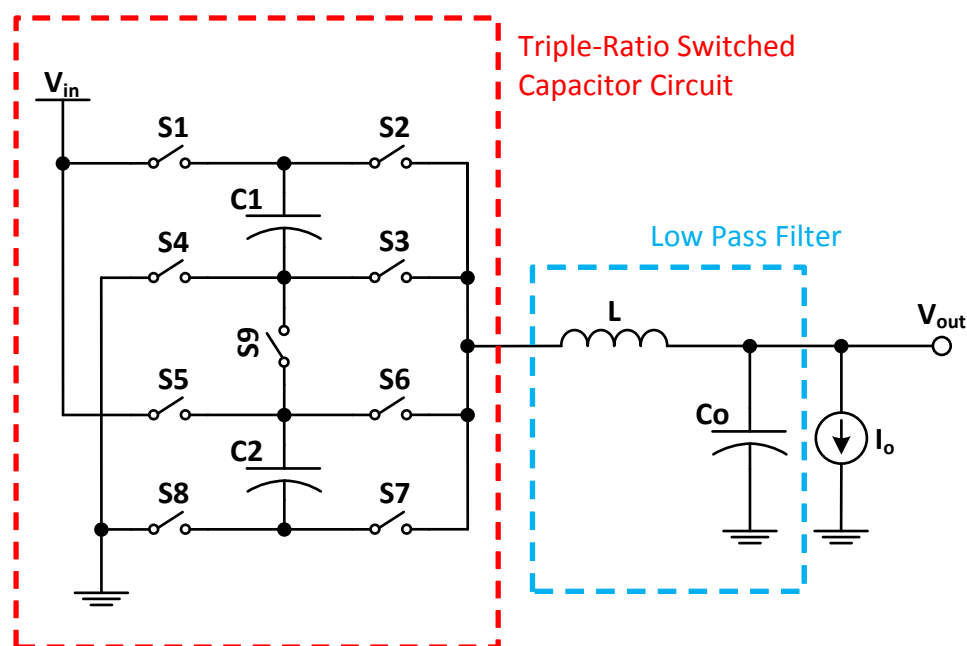 Triple-Ratio Switched
Capacitor Circuit
Vin
S1
S2
C1
S4
S3
Low Pass Filter
S9
L
Vout
S5
S6
C2
Co
Io
S8
S7